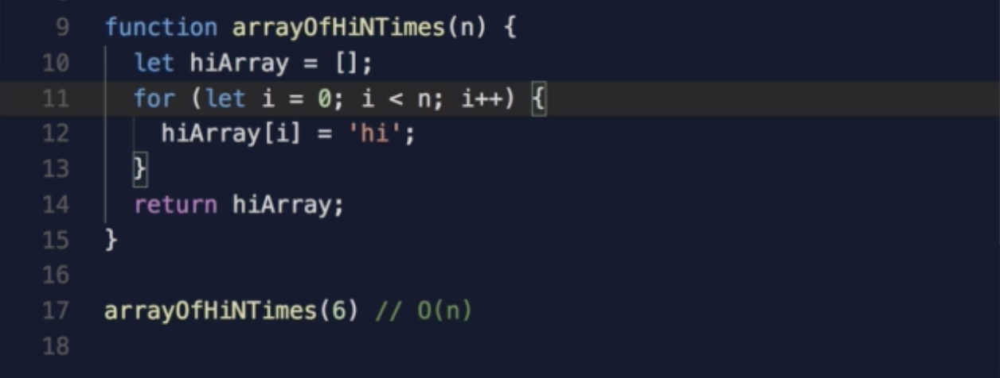 9 function arrayOfHiNTimes(n) {
10 let hiArray = [];
11 for (let i = 0; i < n; i++) {
12 hiArray[i] = 'hi';
13 }
14 return hiArray;
15 }
16
17 arrayOfHiNTimes(6) // O(n)
18